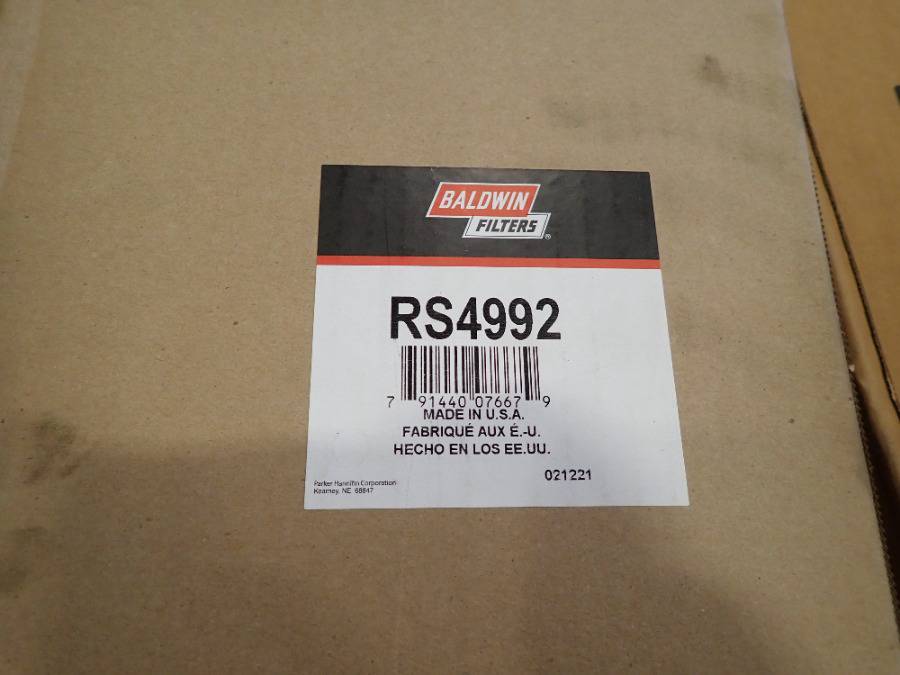 BALDWIN
FILTERS®
RS4992
7 91440 07667 9
MADE IN U.S.A.
FABRIQUÉ AUX É.-U.
HECHO EN LOS EE.UU.
021221
Parker Hannifin Corporation
Kearney, NE 68847